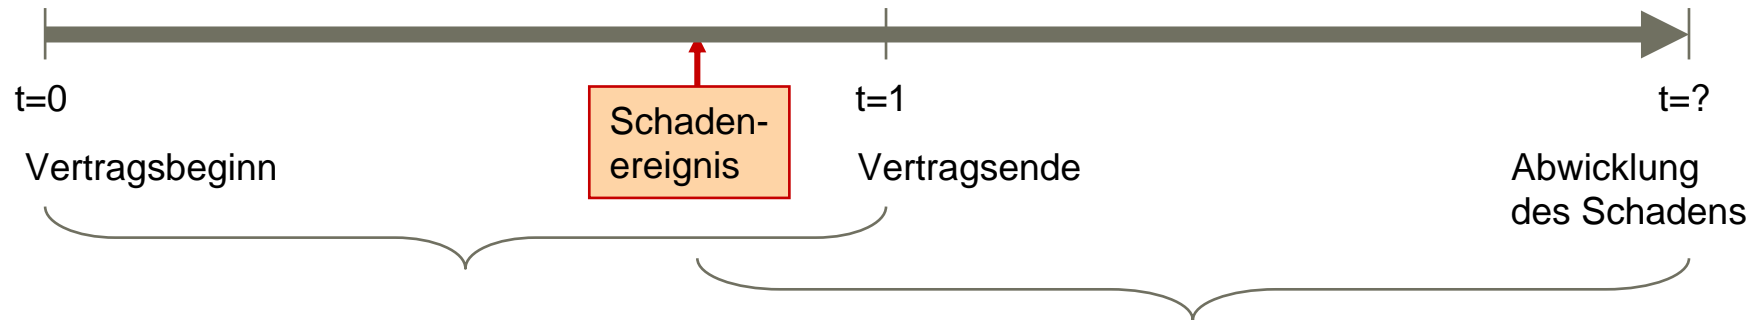 t=0
t=1
t=?
Schaden-
ereignis
Vertragsbeginn
Vertragsende
Abwicklung
des Schadens